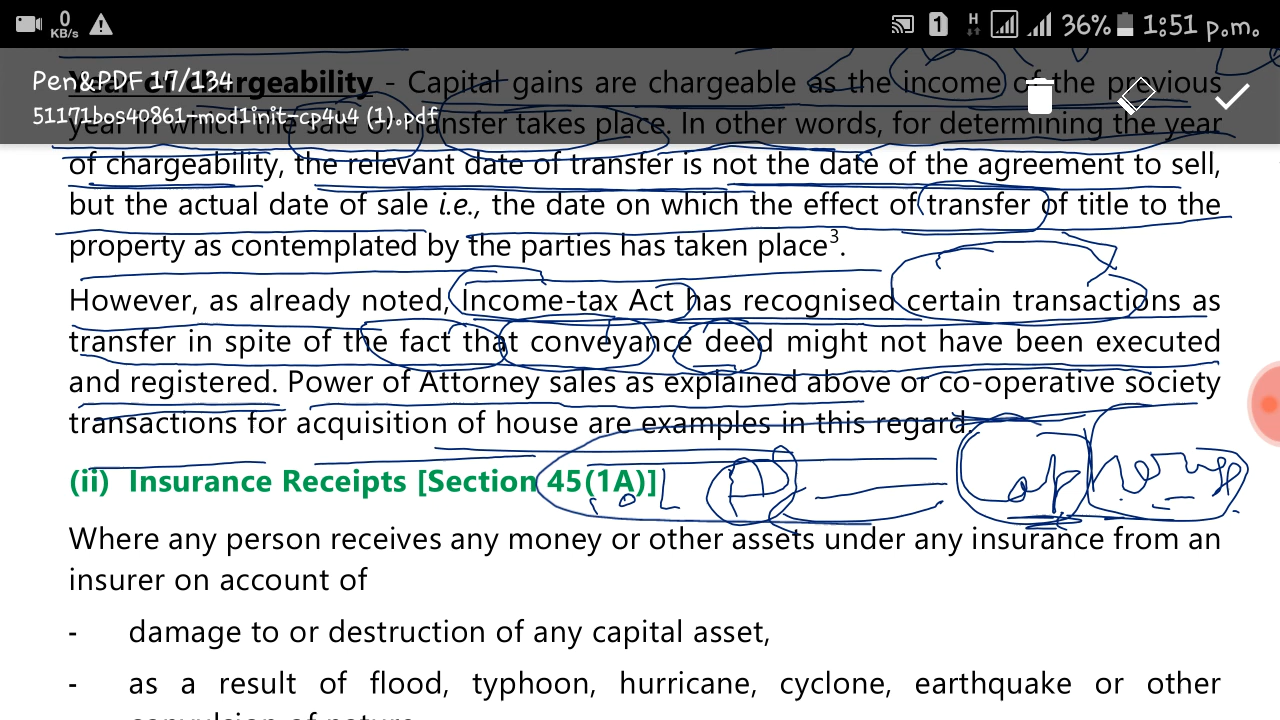 0 KB/s 1 H 36% 1:51 p.m.
Pen&PDF 17/134
51171bos40861-mod1init-cp4u4 (1).pdf
Year of Chargeability - Capital gains are chargeable as the income of the previous
year in which the sale or transfer takes place. In other words, for determining the year
of chargeability, the relevant date of transfer is not the date of the agreement to sell,
but the actual date of sale i.e., the date on which the effect of transfer of title to the
property as contemplated by the parties has taken place3.
However, as already noted, Income-tax Act has recognised certain transactions as
transfer in spite of the fact that conveyance deed might not have been executed
and registered. Power of Attorney sales as explained above or co-operative society
transactions for acquisition of house are examples in this regard.
(ii) Insurance Receipts [Section 45(1A)]
Where any person receives any money or other assets under any insurance from an
insurer on account of
- damage to or destruction of any capital asset,
- as a result of flood, typhoon, hurricane, cyclone, earthquake or other
convulsion of nature